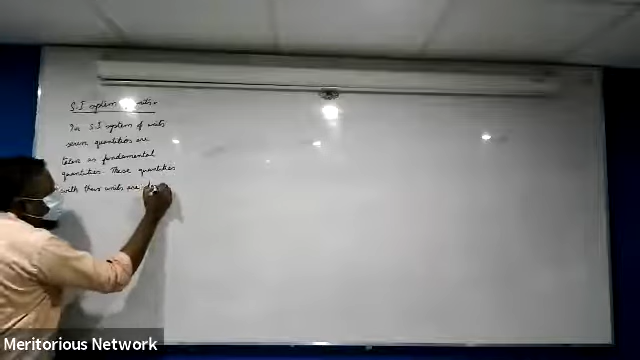 S.I system units.
In S.I system of units
seven quantities are
taken as fundamental
quantities. These quantities
with their units are
Meritorious Network